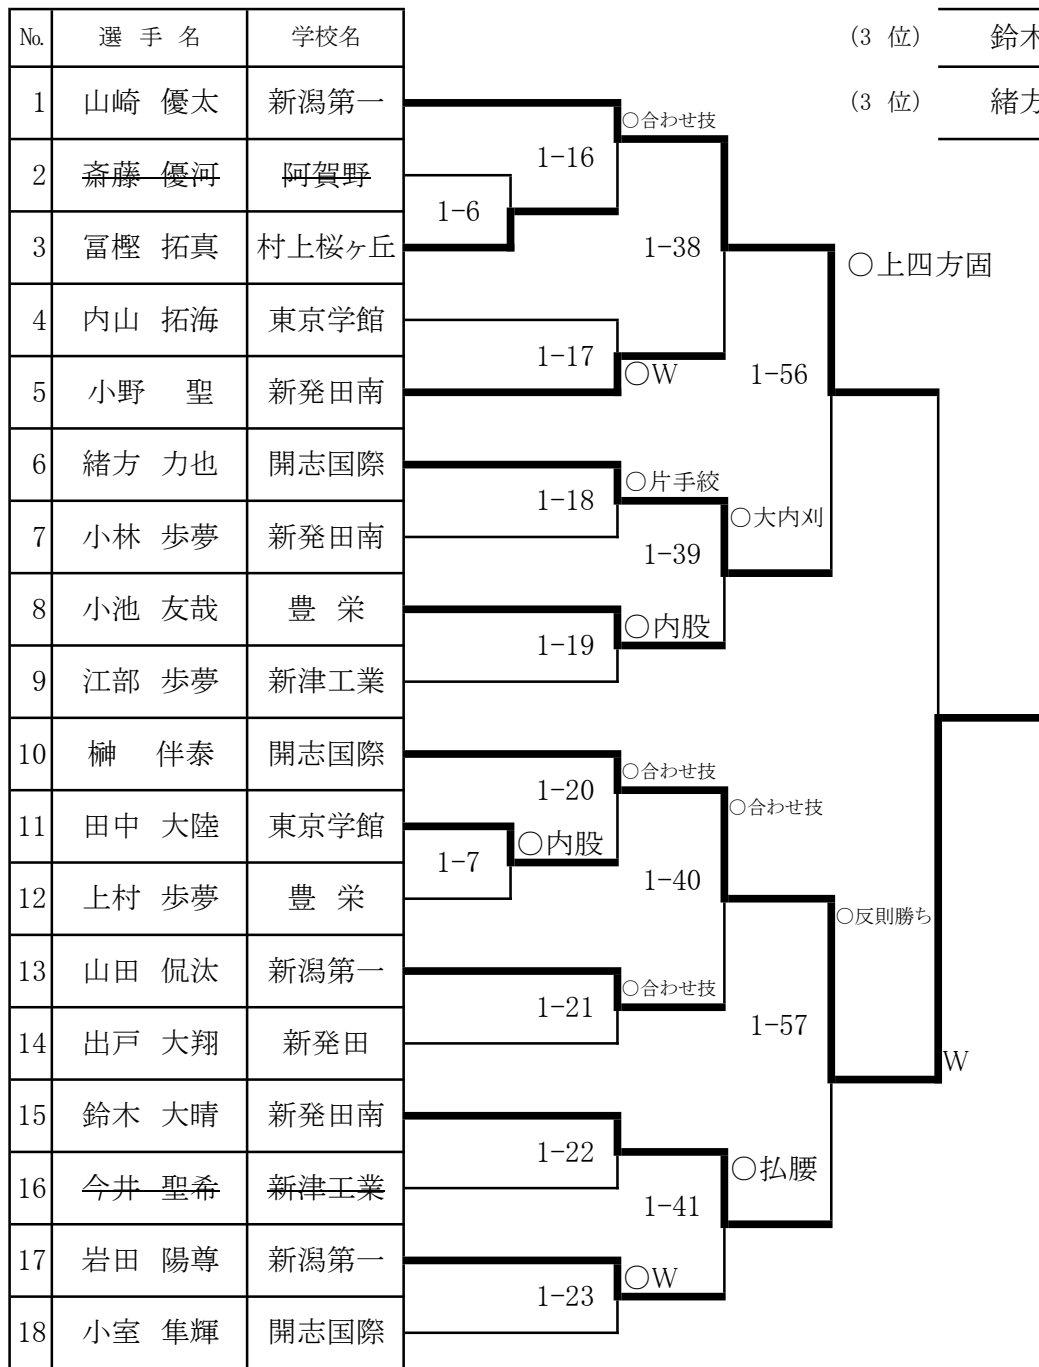 № 選手名 学校名
(3 位) 鈴木
1 山崎 優太 新潟第一
(3 位) 緒方
○合わせ技
1-16
2 斎藤 優河 阿賀野
1-6
3 冨樫 拓真 村上桜ヶ丘
1-38
○上四方固
4 内山 拓海 東京学館
1-17
○W
1-56
5 小野 聖 新発田南
6 緒方 力也 開志国際
○片手絞
1-18
○大内刈
7 小林 歩夢 新発田南
1-39
8 小池 友哉 豊栄
○内股
1-19
9 江部 歩夢 新津工業
10 榊 伴泰 開志国際
○合わせ技
1-20
○合わせ技
11 田中 大陸 東京学館
○内股
1-7
1-40
12 上村 歩夢 豊栄
○反則勝ち
13 山田 侃汰 新潟第一
○合わせ技
1-21
1-57
14 出戸 大翔 新発田
W
15 鈴木 大晴 新発田南
1-22
○払腰
16 今井 聖希 新津工業
1-41
17 岩田 陽尊 新潟第一
○W
1-23
18 小室 隼輝 開志国際